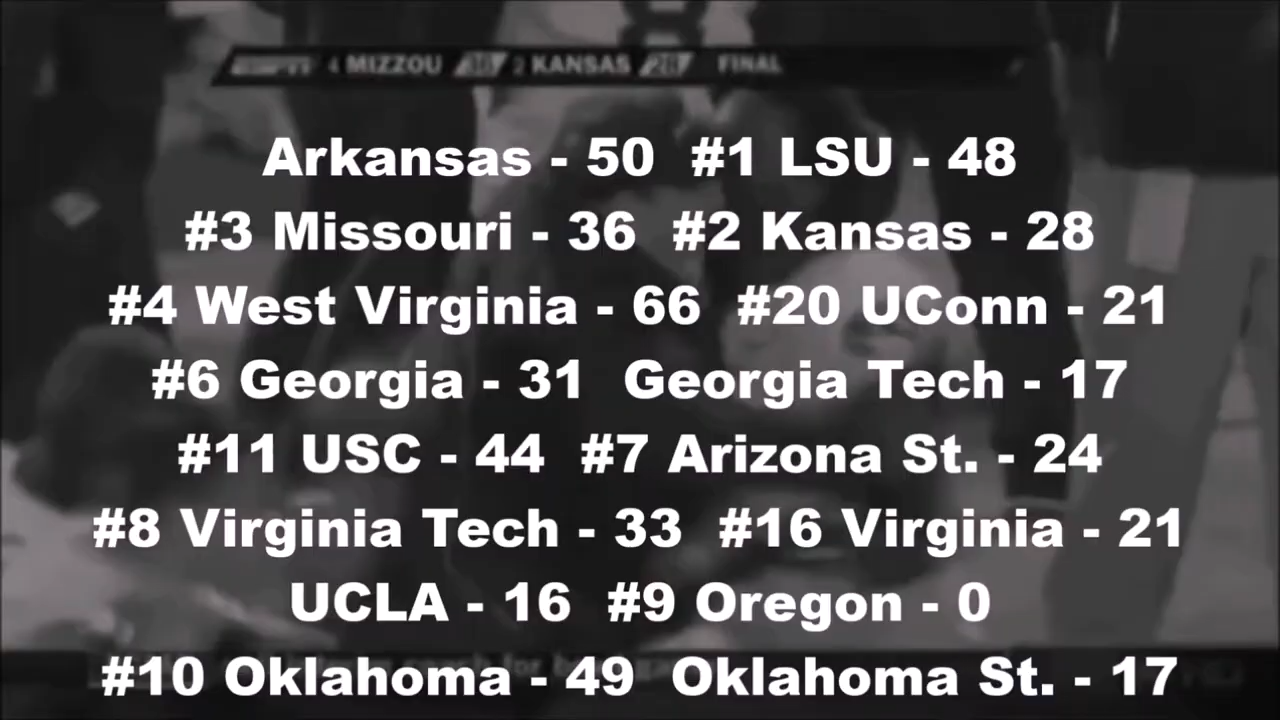 ESPN 4 MIZZOU 36 2 KANSAS 28 FINAL
Arkansas - 50 #1 LSU - 48
#3 Missouri - 36 #2 Kansas - 28
#4 West Virginia - 66 #20 UConn - 21
#6 Georgia - 31 Georgia Tech - 17
#11 USC - 44 #7 Arizona St. - 24
#8 Virginia Tech - 33 #16 Virginia - 21
UCLA - 16 #9 Oregon - 0
#10 Oklahoma - 49 Oklahoma St. - 17